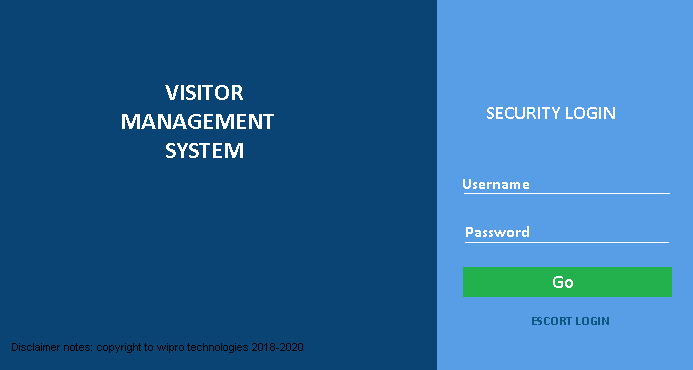 VISITOR
MANAGEMENT
SYSTEM
SECURITY LOGIN
Username
Password
Go
ESCORT LOGIN
Disclaimer notes: copyright to wipro technologies 2018-2020